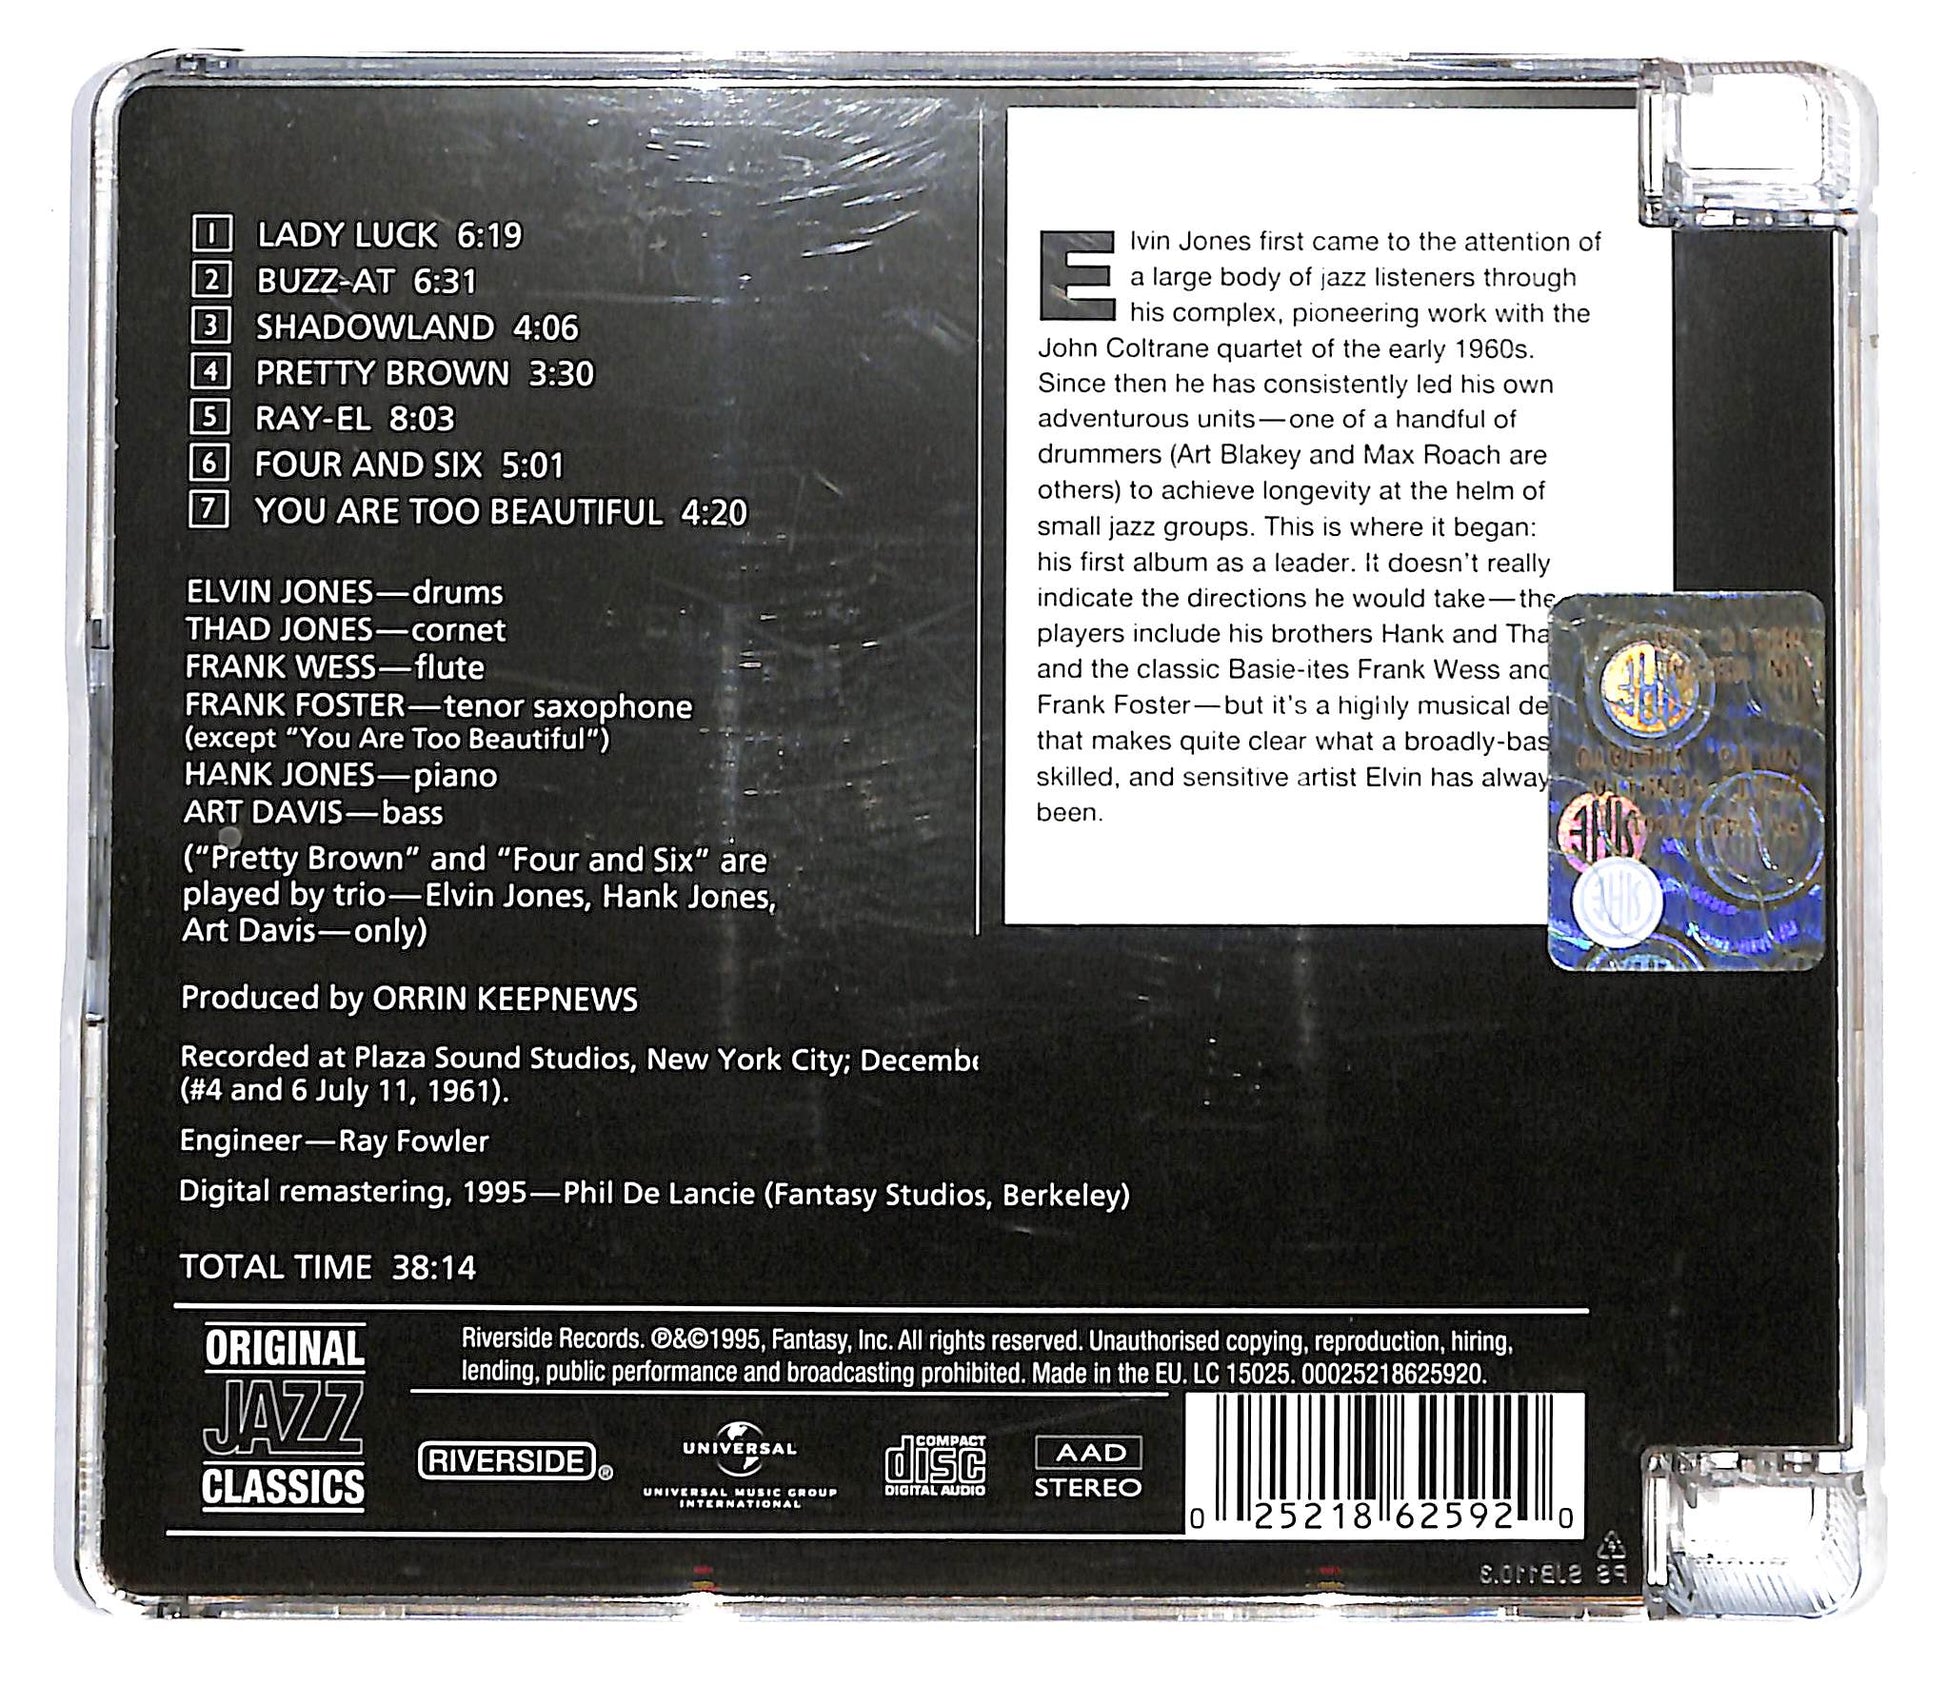 1 LADY LUCK 6:19
2 BUZZ-AT 6:31
3 SHADOWLAND 4:06
4 PRETTY BROWN 3:30
5 RAY-EL 8:03
6 FOUR AND SIX 5:01
7 YOU ARE TOO BEAUTIFUL 4:20
ELVIN JONES—drums
THAD JONES—cornet
FRANK WESS—flute
FRANK FOSTER—tenor saxophone
(except "You Are Too Beautiful")
HANK JONES—piano
ART DAVIS—bass
("Pretty Brown" and "Four and Six" are
played by trio—Elvin Jones, Hank Jones,
Art Davis—only)
Produced by ORRIN KEEPNEWS
Recorded at Plaza Sound Studios, New York City; Decemb
(#4 and 6 July 11, 1961).
Engineer—Ray Fowler
Digital remastering, 1995—Phil De Lancie (Fantasy Studios, Berkeley)
TOTAL TIME 38:14
Elvin Jones first came to the attention of
a large body of jazz listeners through
his complex, pioneering work with the
John Coltrane quartet of the early 1960s.
Since then he has consistently led his own
adventurous units—one of a handful of
drummers (Art Blakey and Max Roach are
others) to achieve longevity at the helm of
small jazz groups. This is where it began:
his first album as a leader. It doesn't really
indicate the directions he would take—the
players include his brothers Hank and Tha
and the classic Basie-ites Frank Wess and
Frank Foster—but it's a highly musical de
that makes quite clear what a broadly-bas
skilled, and sensitive artist Elvin has alway
been.
ORIGINAL
JAZZ
CLASSICS
Riverside Records. ℗&©1995, Fantasy, Inc. All rights reserved. Unauthorised copying, reproduction, hiring,
lending, public performance and broadcasting prohibited. Made in the EU. LC 15025. 00025218625920.
RIVERSIDE®
UNIVERSAL
UNIVERSAL MUSIC GROUP
INTERNATIONAL
COMPACT
disc
DIGITAL AUDIO
AAD
STEREO
0 25218 62592 0